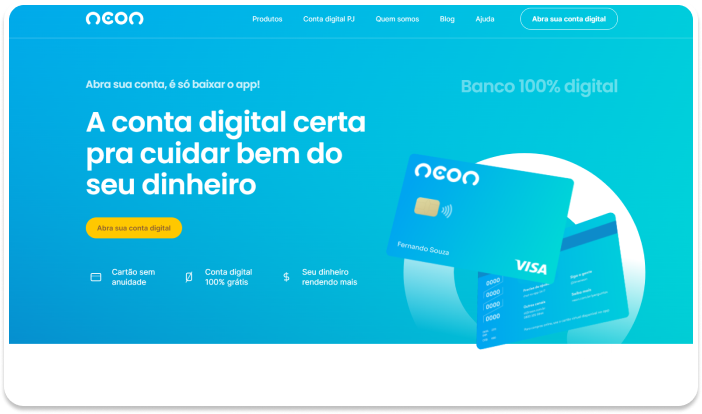 neon
Produtos
Conta digital PJ
Quem somos
Blog
Ajuda
Abra sua conta digital
Abra sua conta, é só baixar o app!
Banco 100% digital
A conta digital certa
pra cuidar bem do
seu dinheiro
Abra sua conta digital
Cartão sem
anuidade
Conta digital
100% grátis
Seu dinheiro
rendendo mais
neon
Fernando Souza
VISA
0000
0000
0000
0000